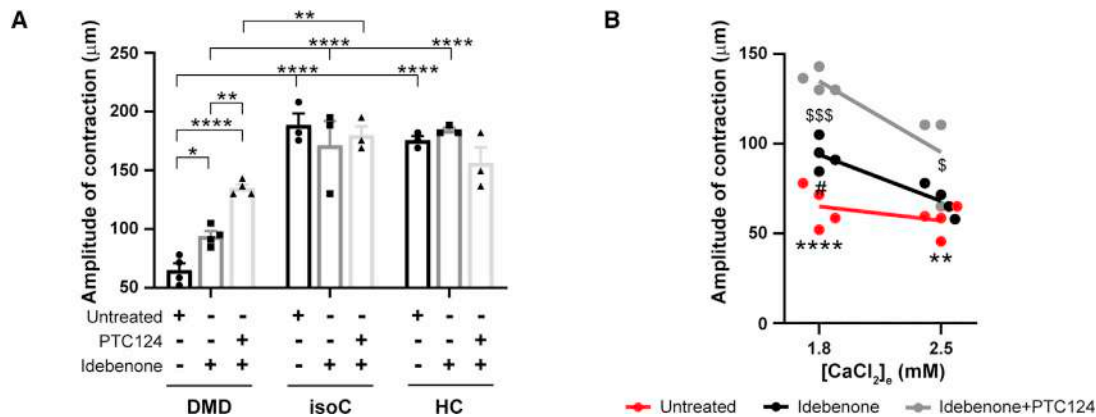 A
Amplitude of contraction (μm)
250
200
150
100
50
**
****
****
****
****
**
****
*
Untreated + - - + - - + - -
PTC124 - - + - - + - - +
Idebenone - + + - + + - + +
DMD isoC HC
B
Amplitude of contraction (μm)
150
100
50
0
$$$
$
#
****
**
1.8 2.5
[CaCl2]e (mM)
Untreated Idebenone Idebenone+PTC124